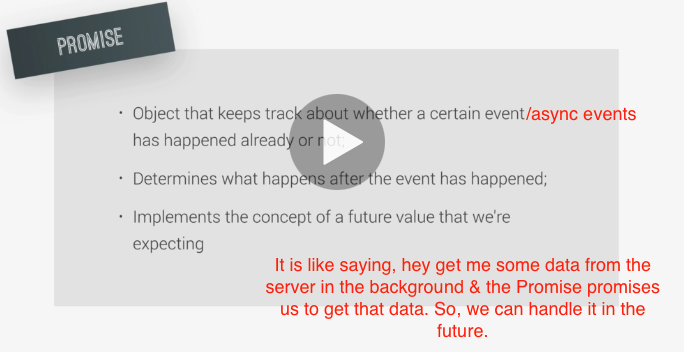 PROMISE
• Object that keeps track about whether a certain event/async events
has happened already or not;
• Determines what happens after the event has happened;
• Implements the concept of a future value that we're
expecting
It is like saying, hey get me some data from the
server in the background & the Promise promises
us to get that data. So, we can handle it in the
future.